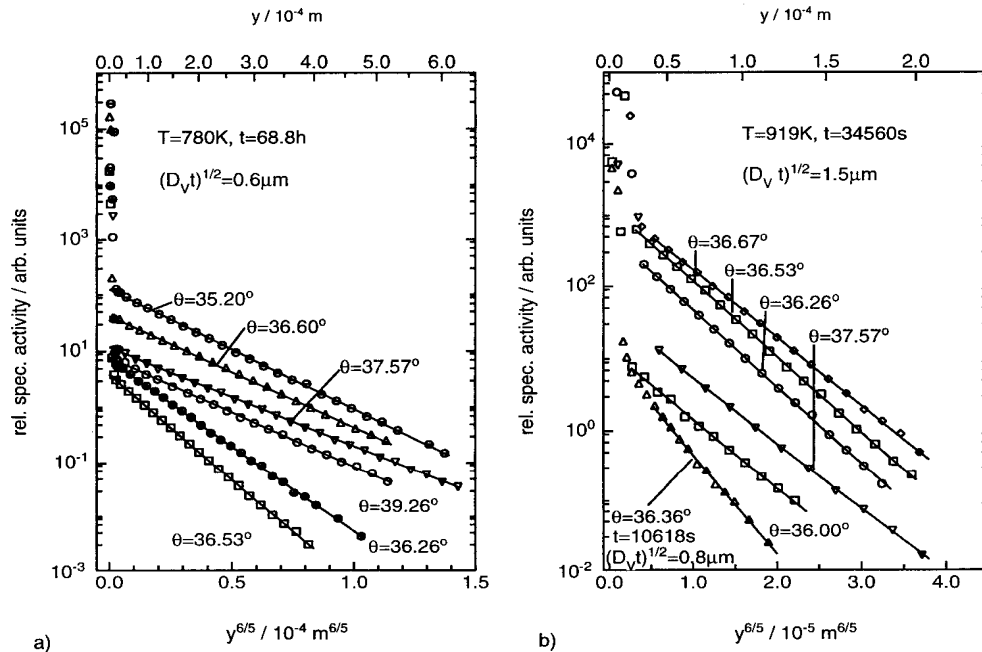 y / 10⁻⁴ m
0.0 1.0 2.0 3.0 4.0 5.0 6.0
T=780K, t=68.8h
(D_V t)^1/2=0.6μm
10⁵
10³
10¹
10⁻¹
10⁻³
rel. spec. activity / arb. units
θ=35.20°
θ=36.60°
θ=37.57°
θ=39.26°
θ=36.26°
θ=36.53°
0.0 0.5 1.0 1.5
y^6/5 / 10⁻⁴ m^6/5
a)
y / 10⁻⁴ m
0.0 0.5 1.0 1.5 2.0
T=919K, t=34560s
(D_V t)^1/2=1.5μm
10⁴
10²
10⁰
10⁻²
rel. spec. activity / arb. units
θ=36.67°
θ=36.53°
θ=36.26°
θ=37.57°
θ=36.36°
t=10618s
(D_V t)^1/2=0.8μm
θ=36.00°
0.0 1.0 2.0 3.0 4.0
y^6/5 / 10⁻⁵ m^6/5
b)